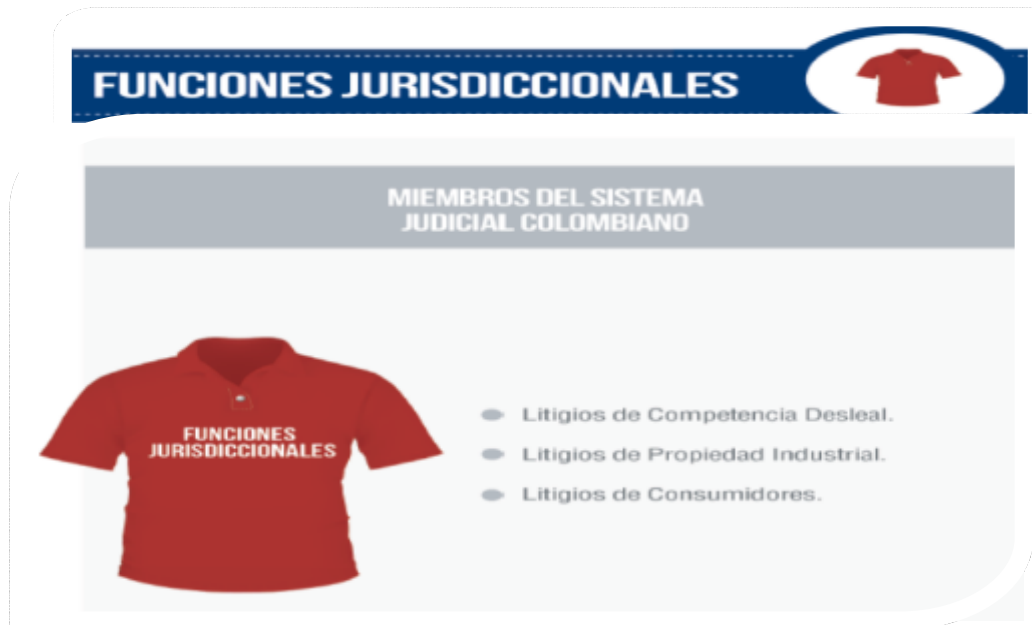 FUNCIONES JURISDICCIONALES
MIEMBROS DEL SISTEMA
JUDICIAL COLOMBIANO
FUNCIONES
JURISDICCIONALES
Litigios de Competencia Desleal.
Litigios de Propiedad Industrial.
Litigios de Consumidores.